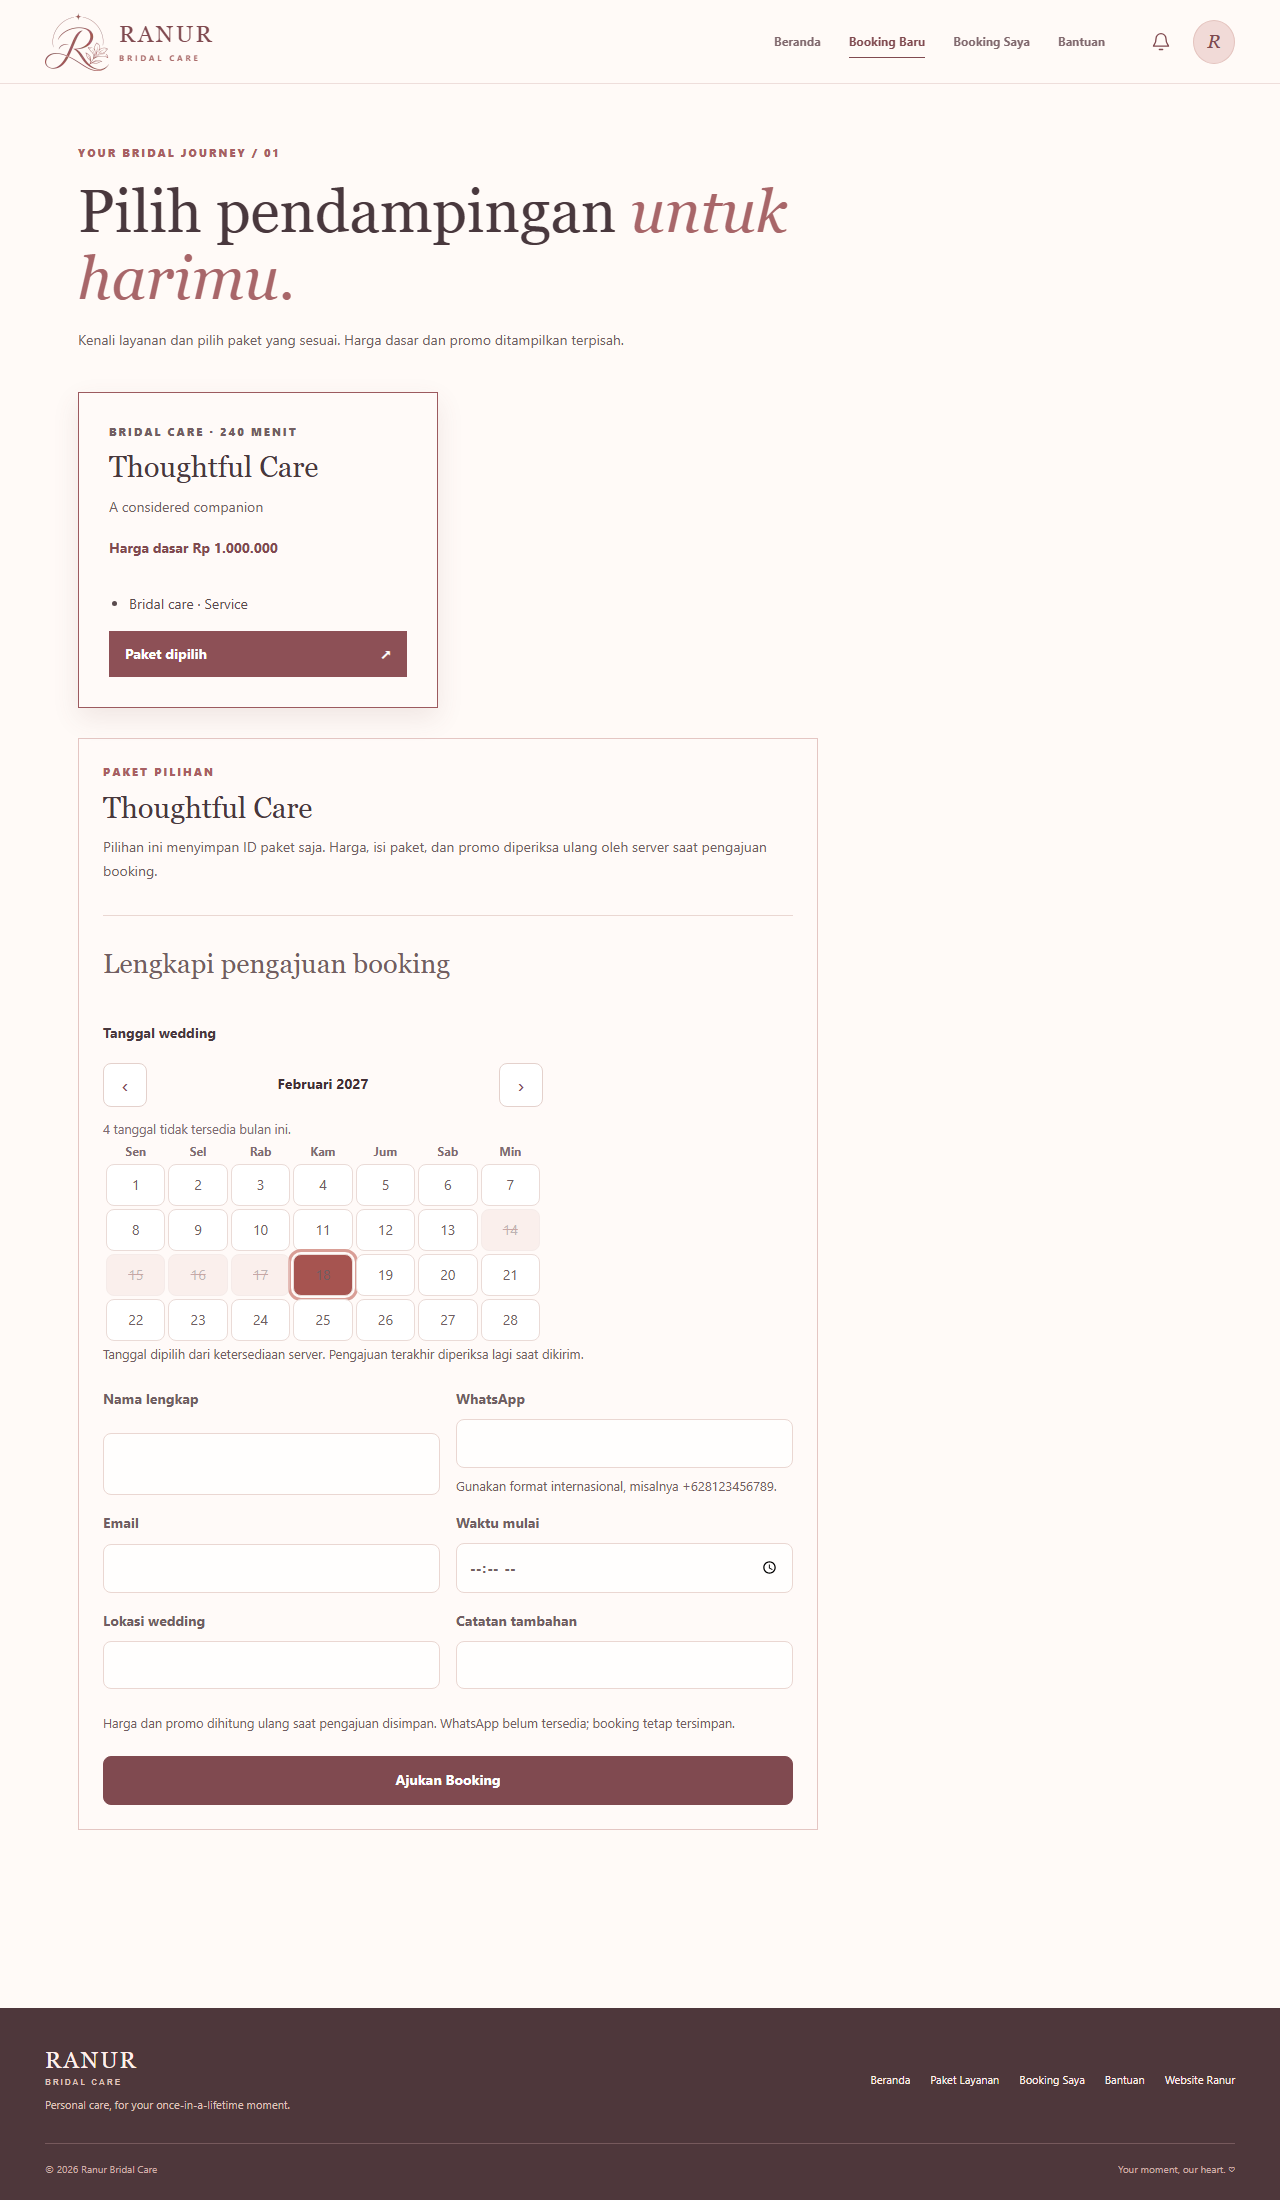 RANUR
BRIDAL CARE
Beranda
Booking Baru
Booking Saya
Bantuan
R
YOUR BRIDAL JOURNEY / 01
Pilih pendampingan untuk
harimu.
Kenali layanan dan pilih paket yang sesuai. Harga dasar dan promo ditampilkan terpisah.
BRIDAL CARE · 240 MENIT
Thoughtful Care
A considered companion
Harga dasar Rp 1.000.000
• Bridal care · Service
Paket dipilih ↗
PAKET PILIHAN
Thoughtful Care
Pilihan ini menyimpan ID paket saja. Harga, isi paket, dan promo diperiksa ulang oleh server saat pengajuan
booking.
Lengkapi pengajuan booking
Tanggal wedding
‹ Februari 2027 ›
4 tanggal tidak tersedia bulan ini.
Sen Sel Rab Kam Jum Sab Min
1 2 3 4 5 6 7
8 9 10 11 12 13 14
15 16 17 18 19 20 21
22 23 24 25 26 27 28
Tanggal dipilih dari ketersediaan server. Pengajuan terakhir diperiksa lagi saat dikirim.
Nama lengkap
WhatsApp
Gunakan format internasional, misalnya +628123456789.
Email
Waktu mulai
--:-- --
Lokasi wedding
Catatan tambahan
Harga dan promo dihitung ulang saat pengajuan disimpan. WhatsApp belum tersedia; booking tetap tersimpan.
Ajukan Booking
RANUR
BRIDAL CARE
Personal care, for your once-in-a-lifetime moment.
Beranda
Paket Layanan
Booking Saya
Bantuan
Website Ranur
© 2026 Ranur Bridal Care
Your moment, our heart. ♡